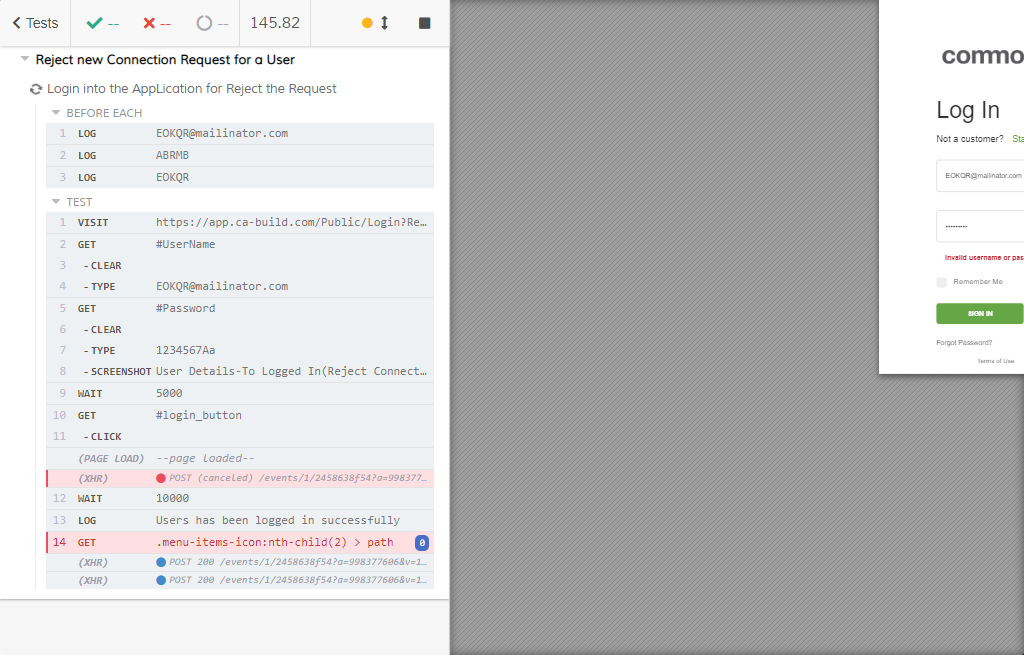 Tests -- -- -- 145.82
Reject new Connection Request for a User
Login into the AppLication for Reject the Request
BEFORE EACH
1 LOG EOKQR@mailinator.com
2 LOG ABRMB
3 LOG EOKQR
TEST
1 VISIT https://app.ca-build.com/Public/Login?Re...
2 GET #UserName
3 -CLEAR
4 -TYPE EOKQR@mailinator.com
5 GET #Password
6 -CLEAR
7 -TYPE 1234567Aa
8 -SCREENSHOT User Details-To Logged In(Reject Connect...
9 WAIT 5000
10 GET #login_button
11 -CLICK
(PAGE LOAD) --page loaded--
(XHR) POST (canceled) /events/1/2458638f54?a=998377...
12 WAIT 10000
13 LOG Users has been logged in successfully
14 GET .menu-items-icon:nth-child(2) > path 0
(XHR) POST 200 /events/1/2458638f54?a=998377606&v=1...
(XHR) POST 200 /events/1/2458638f54?a=998377606&v=1...
commo
Log In
Not a customer? Sta
EOKQR@mailinator.com
Invalid username or pas
Remember Me
SIGN IN
Forgot Password?
Terms of Use